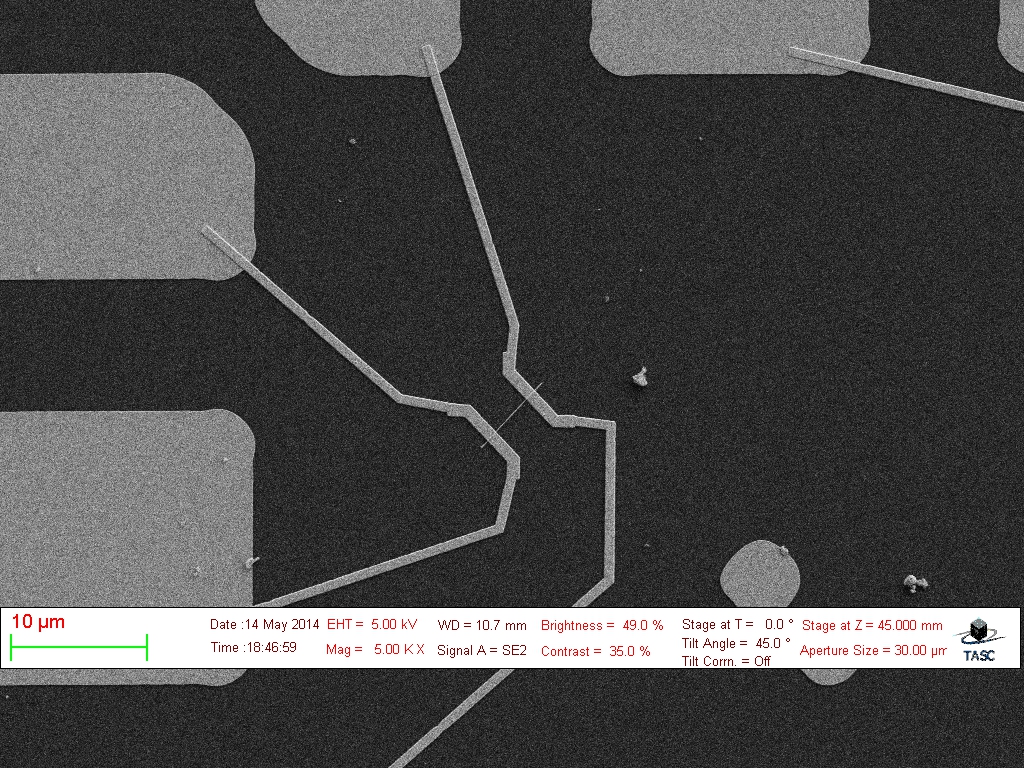 10 µm
Date :14 May 2014
Time :18:46:59
EHT = 5.00 kV
Mag = 5.00 K X
WD = 10.7 mm
Signal A = SE2
Brightness = 49.0 %
Contrast = 35.0 %
Stage at T = 0.0 °
Tilt Angle = 45.0 °
Tilt Corrn. = Off
Stage at Z = 45.000 mm
Aperture Size = 30.00 µm
TASC